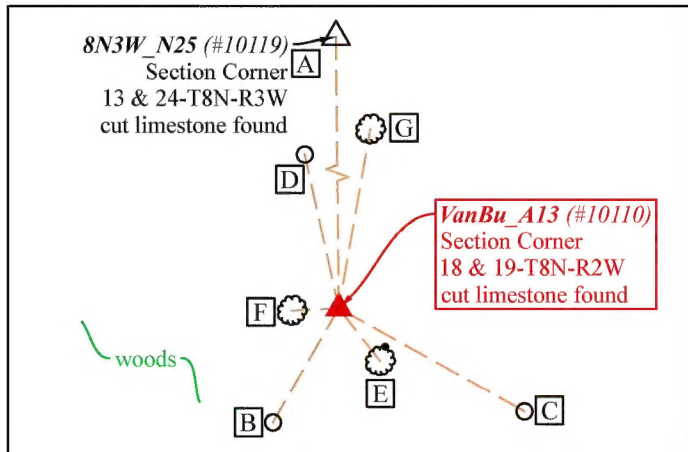 8N3W_N25 (#10119)
Section Corner
13 & 24-T8N-R3W
cut limestone found
A
G
D
VanBu_A13 (#10110)
Section Corner
18 & 19-T8N-R2W
cut limestone found
F
woods
E
B
C